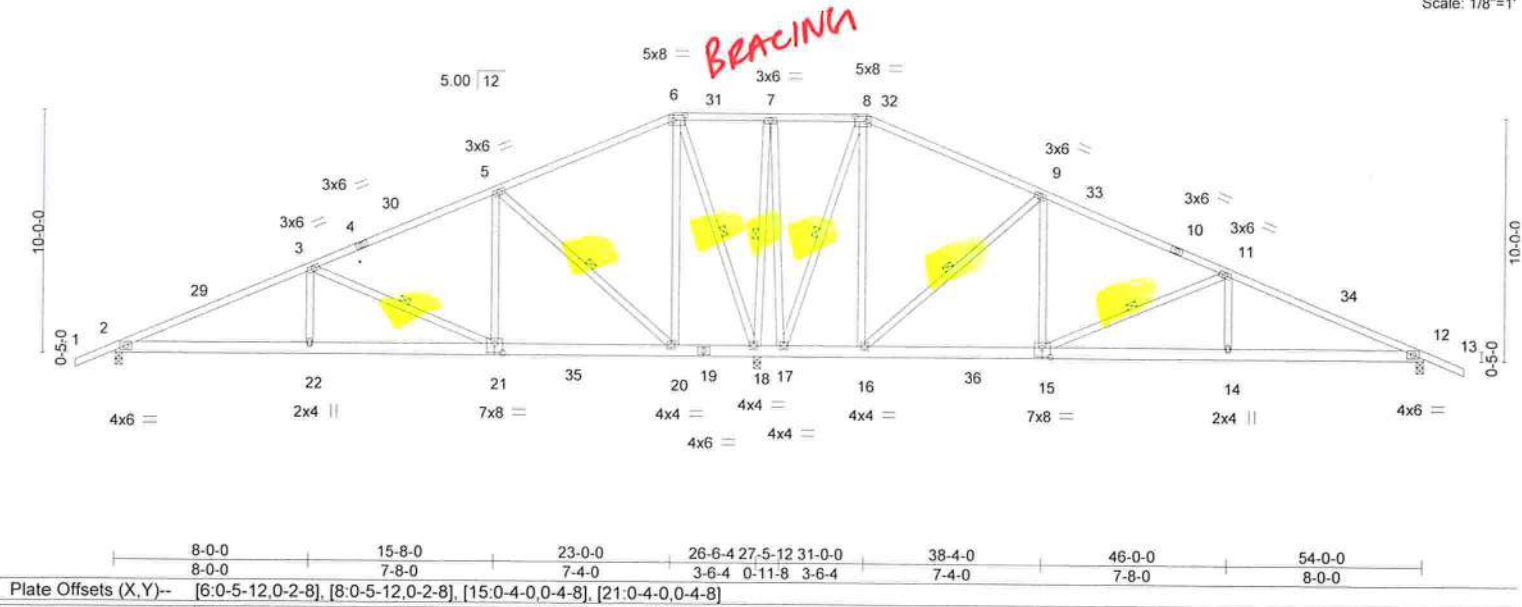 Scale: 1/8"=1'
BRACING
5x8 =
3x6 =
5x8 =
5.00 12
6 31 7 8 32
3x6 =
3x6 =
5
9
3x6 =
3x6 =
30
33
3x6 =
4
10
3x6 =
3
11
10-0-0
10-0-0
29
34
2
12
1
13
0-5-0
0-5-0
22 21 35 20 19 18 17 16 36 15 14
4x6 =
2x4 ||
7x8 =
4x4 =
4x4 =
4x4 =
7x8 =
2x4 ||
4x6 =
4x6 =
4x4 =
8-0-0 15-8-0 23-0-0 26-6-4 27-5-12 31-0-0 38-4-0 46-0-0 54-0-0
8-0-0 7-8-0 7-4-0 3-6-4 0-11-8 3-6-4 7-4-0 7-8-0 8-0-0
Plate Offsets (X,Y)-- [6:0-5-12,0-2-8], [8:0-5-12,0-2-8], [15:0-4-0,0-4-8], [21:0-4-0,0-4-8]